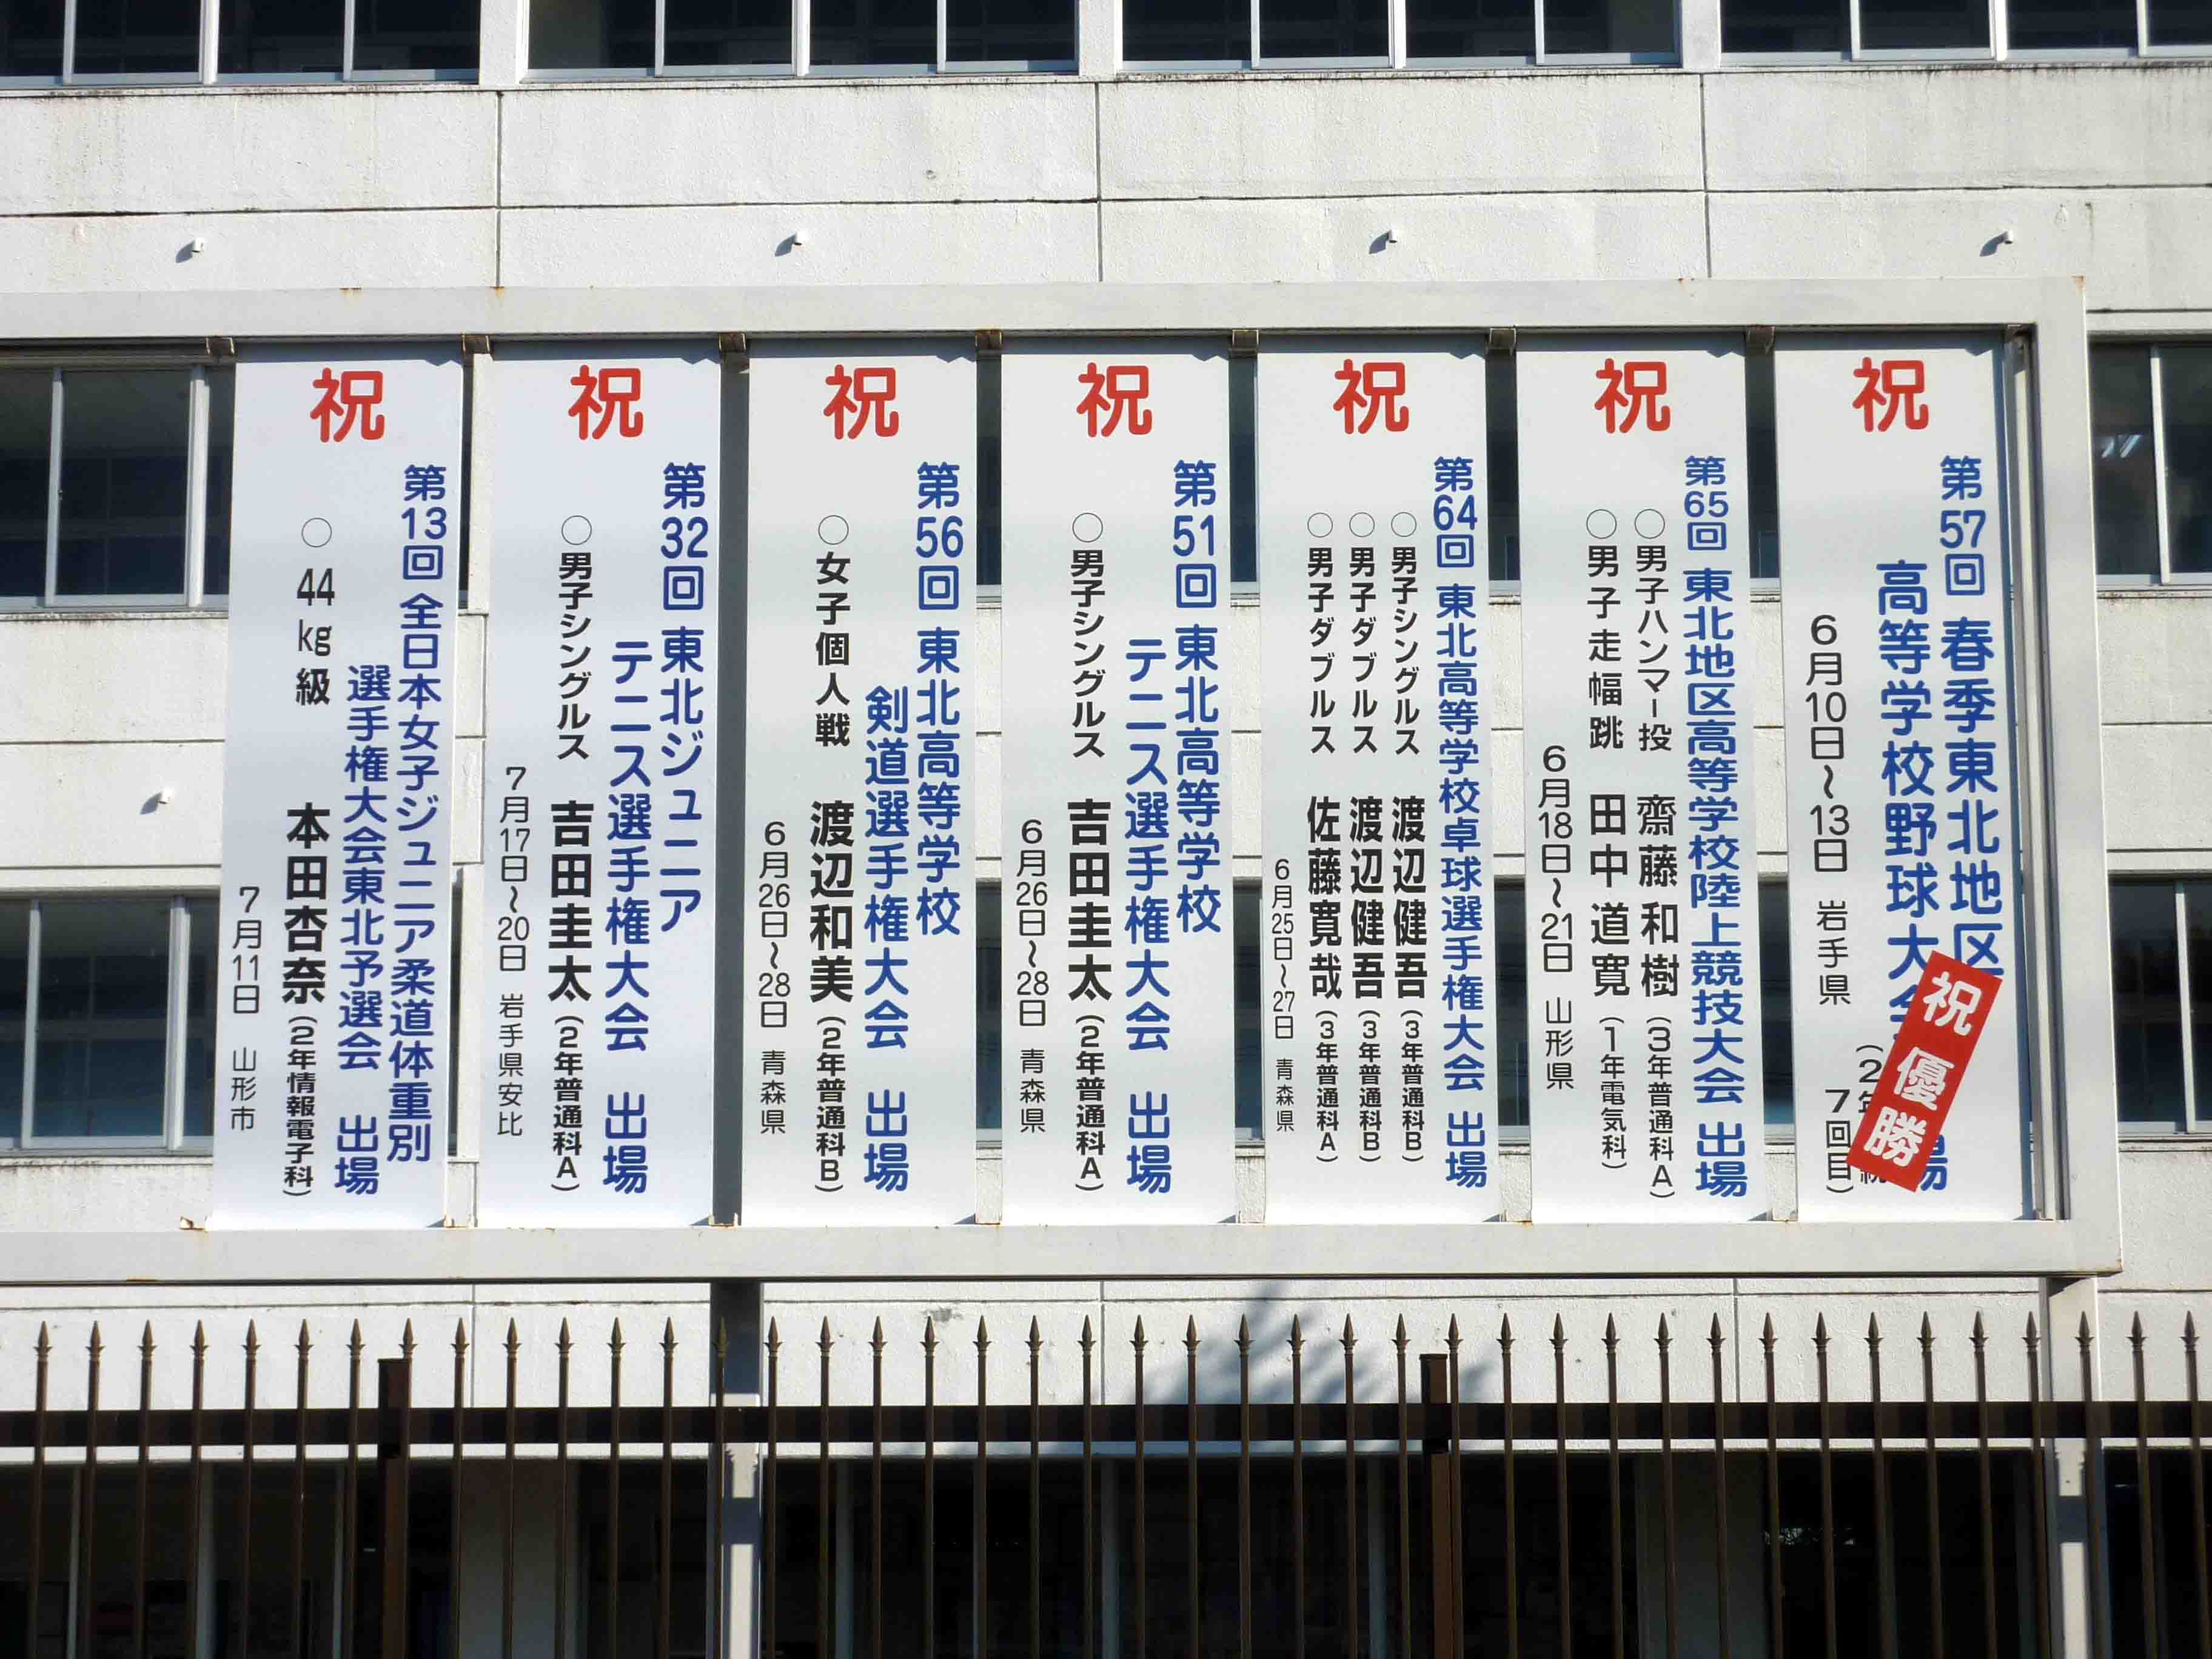 祝
第57回 春季東北地区
高等学校野球大
(2年
7回目)
6月10日〜13日 岩手県
祝 優勝
祝
第65回 東北地区高等学校陸上競技大会 出場
○男子ハンマー投 齋藤和樹(3年普通科A)
○男子走幅跳 田中道寛(1年電気科)
6月18日〜21日 山形県
祝
第64回 東北高等学校卓球選手権大会 出場
○男子シングルス 渡辺健吾(3年普通科B)
○男子ダブルス 渡辺健吾(3年普通科B)
○男子ダブルス 佐藤寛哉(3年普通科A)
6月25日〜27日 青森県
祝
第51回 東北高等学校
テニス選手権大会 出場
○男子シングルス 吉田圭太(2年普通科A)
6月26日〜28日 青森県
祝
第56回 東北高等学校
剣道選手権大会 出場
○女子個人戦 渡辺和美(2年普通科B)
6月26日〜28日 青森県
祝
第32回 東北ジュニア
テニス選手権大会 出場
○男子シングルス 吉田圭太(2年普通科A)
7月17日〜20日 岩手県安比
祝
第13回 全日本女子ジュニア柔道体重別
選手権大会東北予選会 出場
○44kg級 本田杏奈(2年情報電子科)
7月11日 山形市